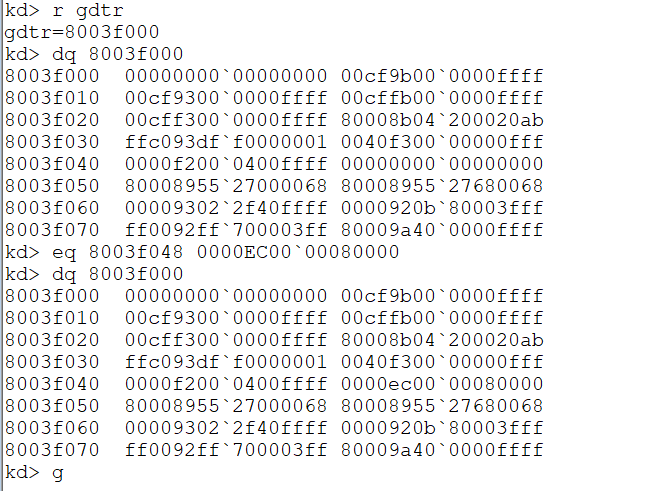 kd> r gdtr
gdtr=8003f000
kd> dq 8003f000
8003f000  00000000`00000000 00cf9b00`0000ffff
8003f010  00cf9300`0000ffff 00cffb00`0000ffff
8003f020  00cff300`0000ffff 80008b04`200020ab
8003f030  ffc093df`f0000001 0040f300`00000fff
8003f040  0000f200`0400ffff 00000000`00000000
8003f050  80008955`27000068 80008955`27680068
8003f060  00009302`2f40ffff 0000920b`80003fff
8003f070  ff0092ff`700003ff 80009a40`0000ffff
kd> eq 8003f048 0000EC00`00080000
kd> dq 8003f000
8003f000  00000000`00000000 00cf9b00`0000ffff
8003f010  00cf9300`0000ffff 00cffb00`0000ffff
8003f020  00cff300`0000ffff 80008b04`200020ab
8003f030  ffc093df`f0000001 0040f300`00000fff
8003f040  0000f200`0400ffff 0000ec00`00080000
8003f050  80008955`27000068 80008955`27680068
8003f060  00009302`2f40ffff 0000920b`80003fff
8003f070  ff0092ff`700003ff 80009a40`0000ffff
kd> g